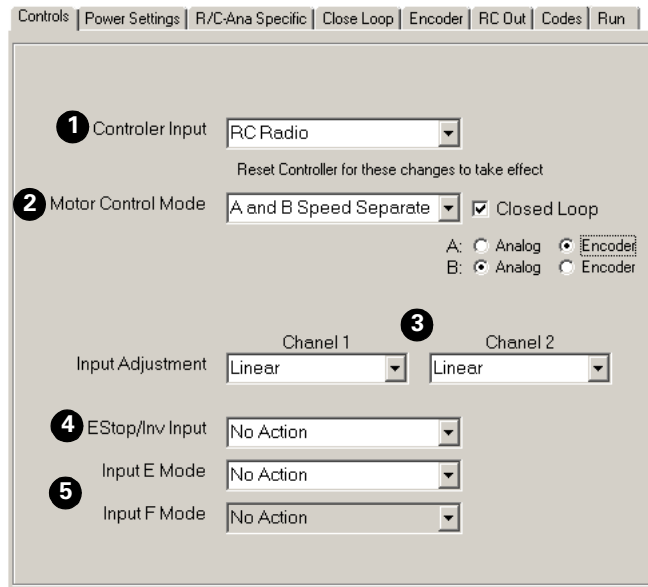 Controls | Power Settings | R/C-Ana Specific | Close Loop | Encoder | RC Out | Codes | Run
1 Controler Input RC Radio
Reset Controller for these changes to take effect
2 Motor Control Mode A and B Speed Separate Closed Loop
A: Analog Encoder
B: Analog Encoder
3
Chanel 1 Chanel 2
Input Adjustment Linear Linear
4 EStop/Inv Input No Action
Input E Mode No Action
5
Input F Mode No Action